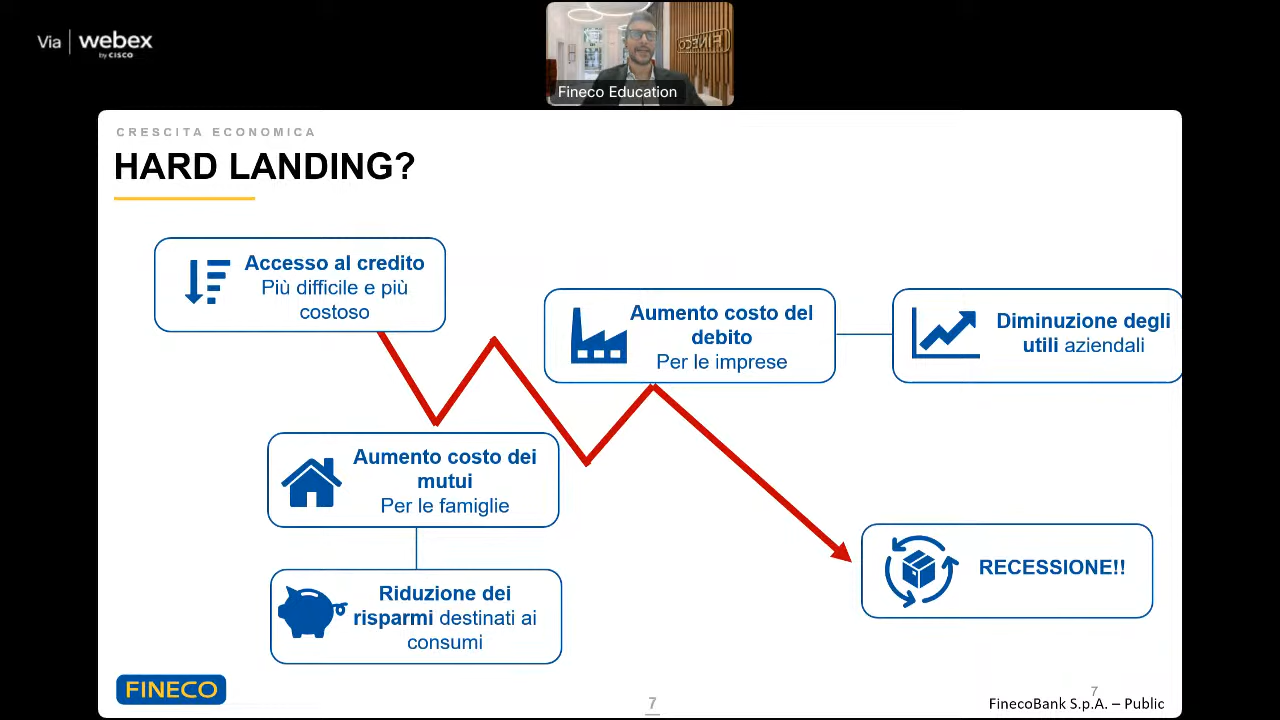 Via webex
by CISCO
FINECO
Fineco Education
CRESCITA ECONOMICA
HARD LANDING?
Accesso al credito
Più difficile e più
costoso
Aumento costo del
debito
Per le imprese
Diminuzione degli
utili aziendali
Aumento costo dei
mutui
Per le famiglie
Riduzione dei
risparmi destinati ai
consumi
RECESSIONE!!
FINECO
7
7
FinecoBank S.p.A. – Public